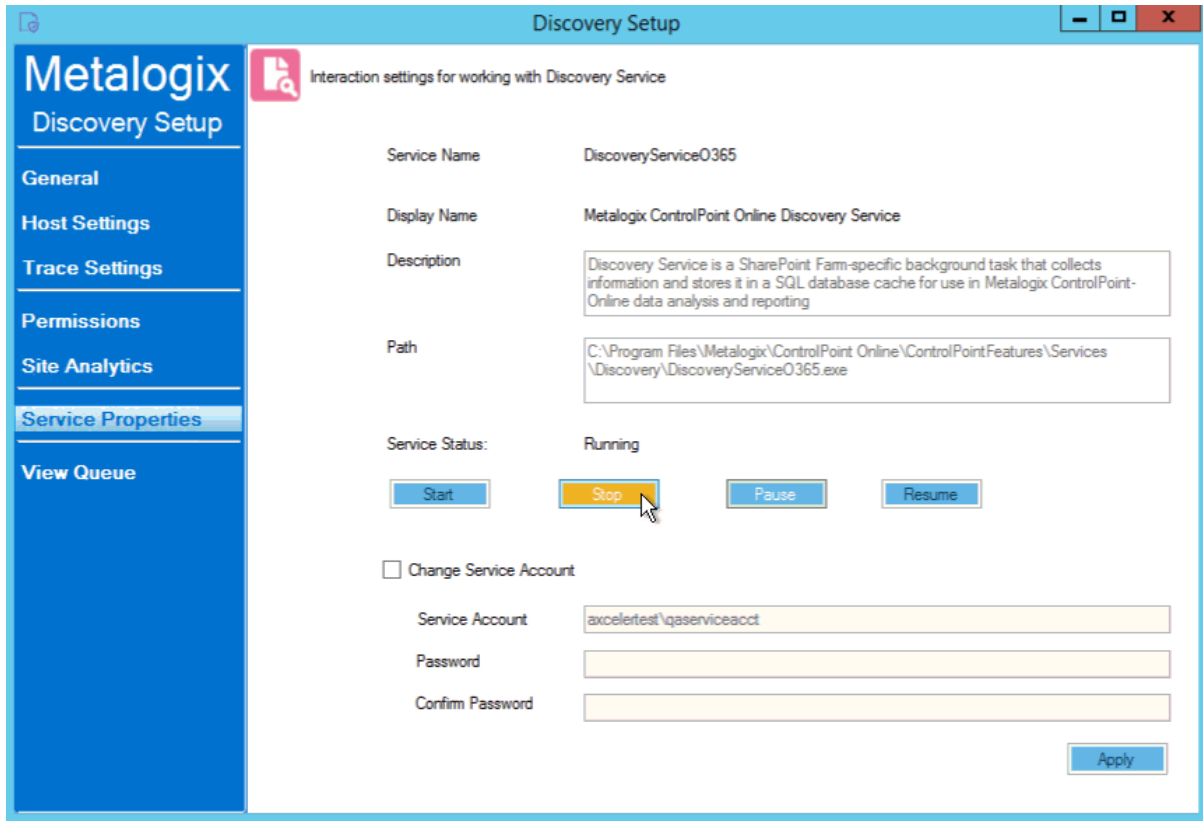 Discovery Setup
Metalogix
Discovery Setup
General
Host Settings
Trace Settings
Permissions
Site Analytics
Service Properties
View Queue
Interaction settings for working with Discovery Service
Service Name DiscoveryServiceO365
Display Name Metalogix ControlPoint Online Discovery Service
Description
Discovery Service is a SharePoint Farm-specific background task that collects
information and stores it in a SQL database cache for use in Metalogix ControlPoint-
Online data analysis and reporting
Path
C:\Program Files\Metalogix\ControlPoint Online\ControlPointFeatures\Services
\Discovery\DiscoveryServiceO365.exe
Service Status: Running
Start Stop Pause Resume
Change Service Account
Service Account axcelertest\qaserviceacct
Password
Confirm Password
Apply